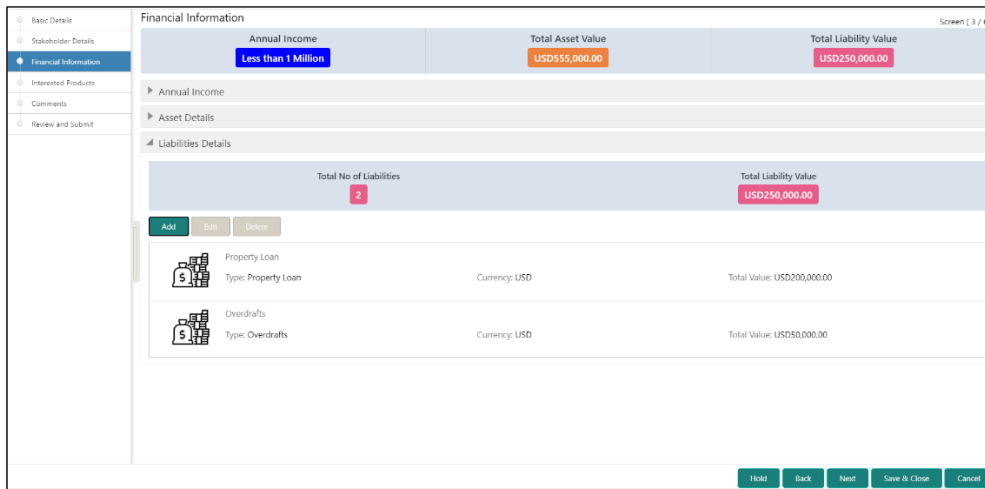 Basic Details
Stakeholder Details
Financial Information
Interested Products
Comments
Review and Submit
Financial Information
Screen ( 3 / 6
Annual Income
Total Asset Value
Total Liability Value
Less than 1 Million
USD555,000.00
USD250,000.00
Annual Income
Asset Details
Liabilities Details
Total No of Liabilities
Total Liability Value
2
USD250,000.00
Add
Edit
Delete
Property Loan
Type: Property Loan
Currency: USD
Total Value: USD200,000.00
Overdrafts
Type: Overdrafts
Currency: USD
Total Value: USD50,000.00
Hold
Back
Next
Save & Close
Cancel